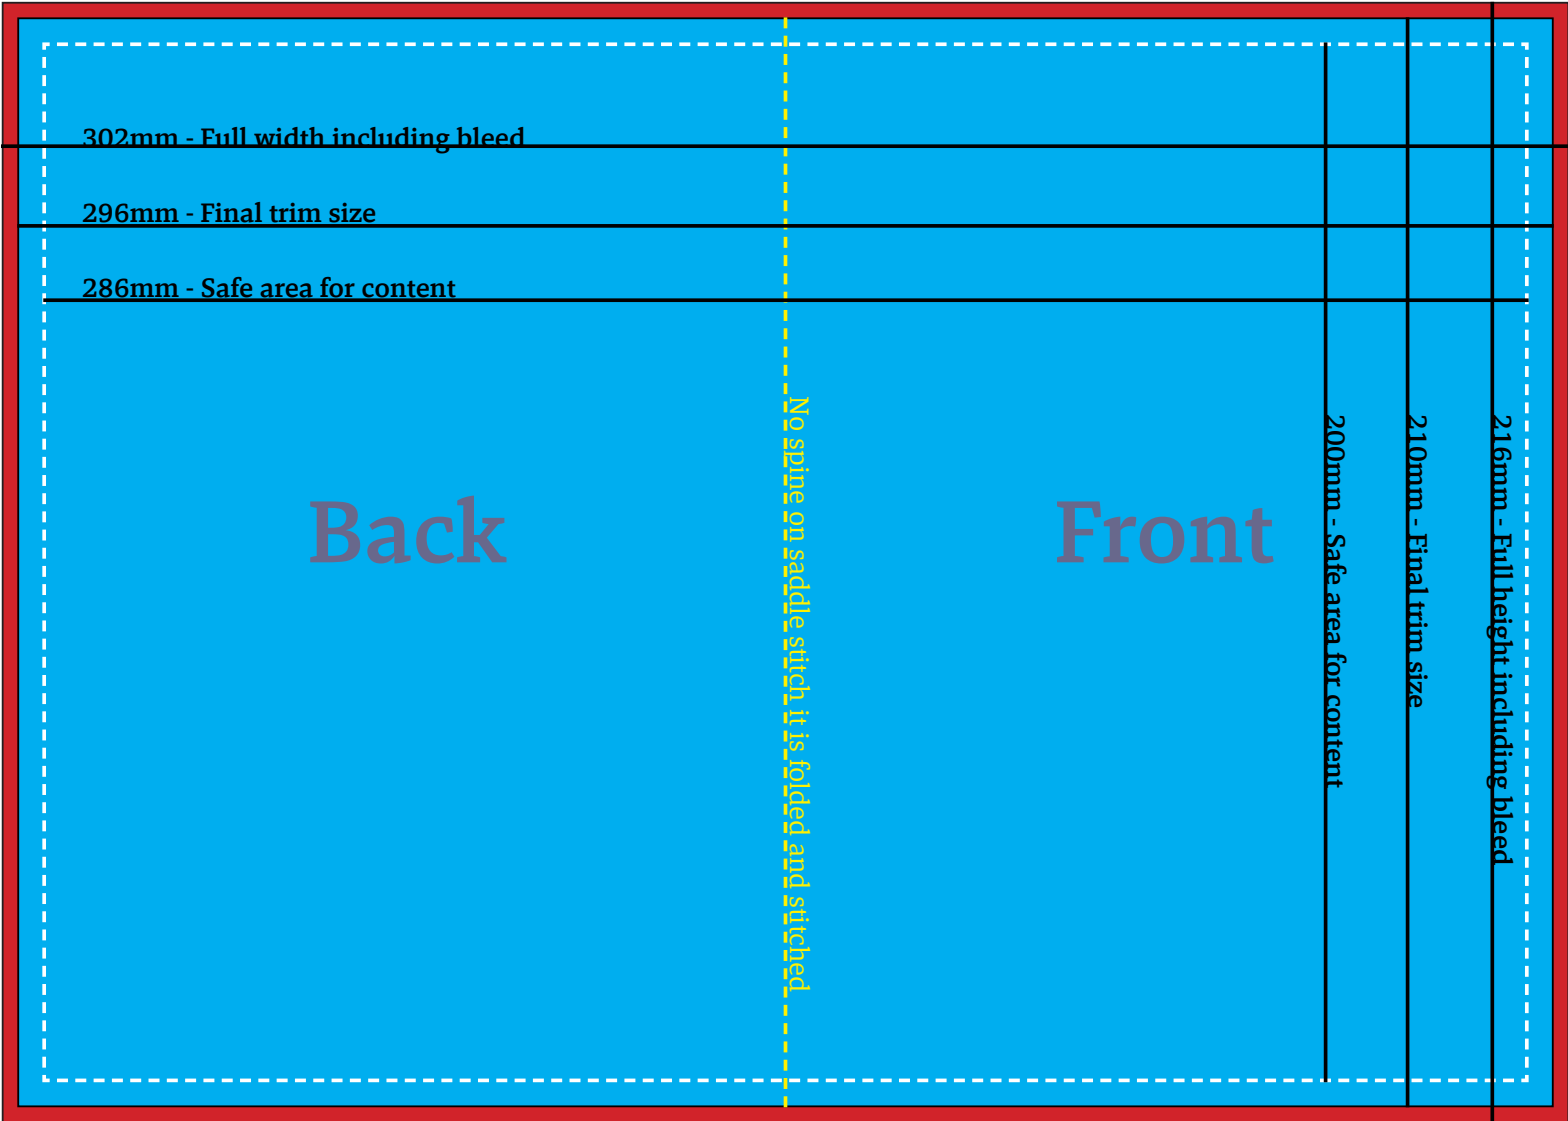 302mm - Full width including bleed
296mm - Final trim size
286mm - Safe area for content
Back
No spine on saddle stitch it is folded and stitched
Front
200mm - Safe area for content
210mm - Final trim size
216mm - Full height including bleed